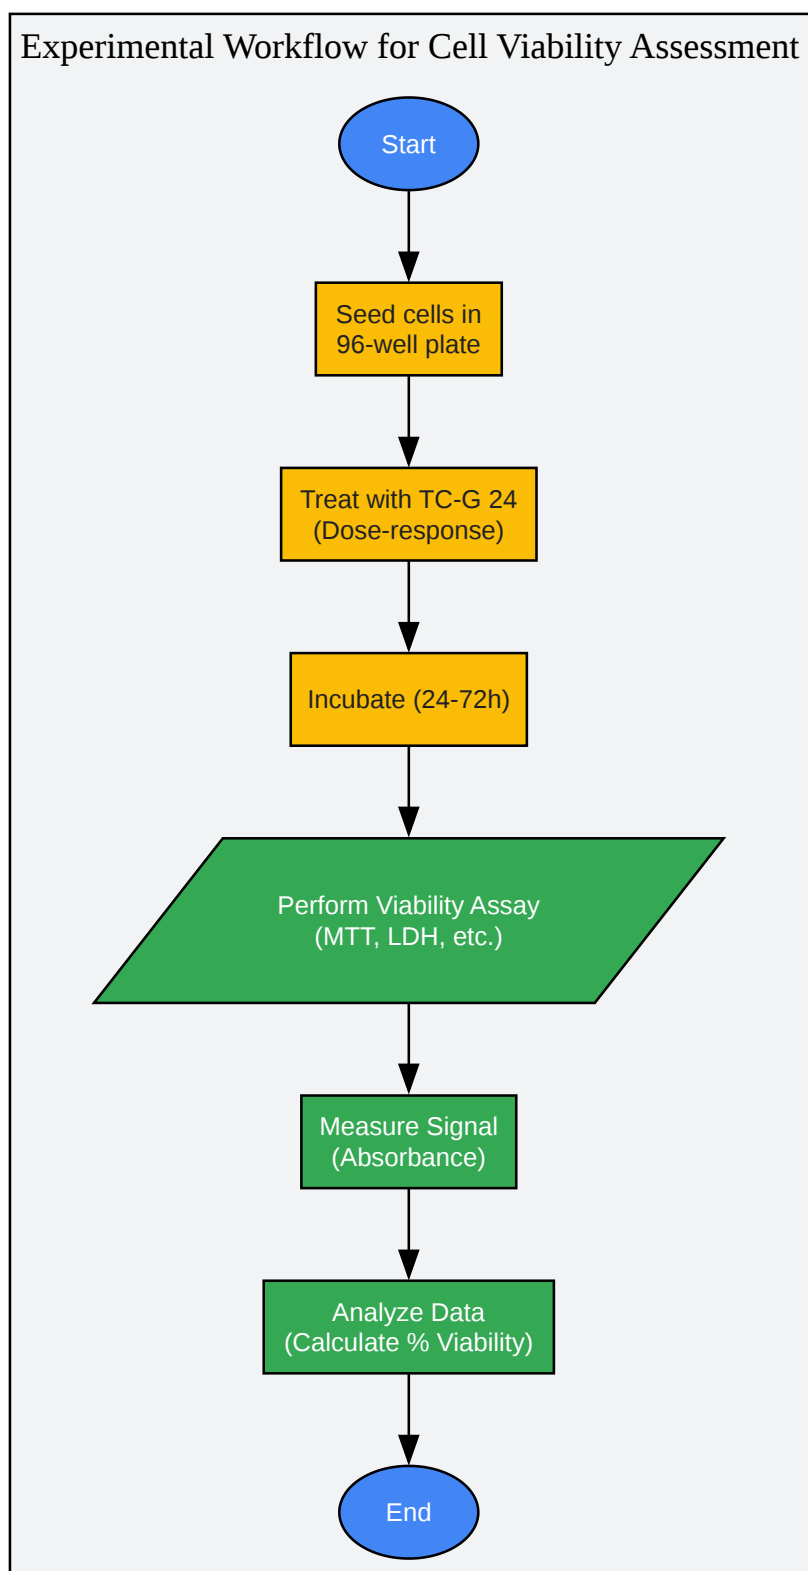 Experimental Workflow for Cell Viability Assessment
Start
Seed cells in
96-well plate
Treat with TC-G 24
(Dose-response)
Incubate (24-72h)
Perform Viability Assay
(MTT, LDH, etc.)
Measure Signal
(Absorbance)
Analyze Data
(Calculate % Viability)
End